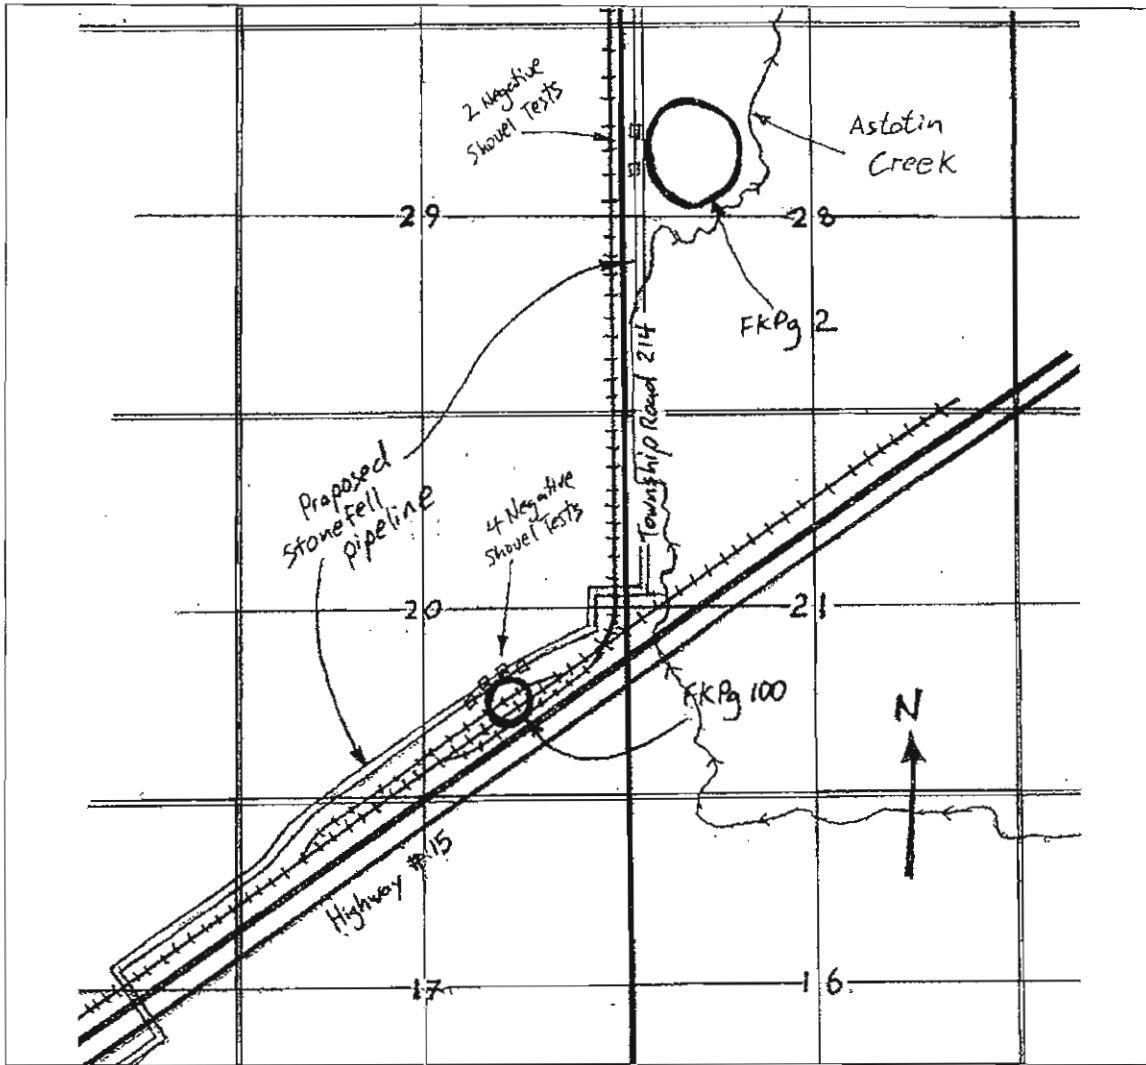 2 Negative
Shovel Tests
Astotin
Creek
29
28
FKPg 2
Township Road 214
Proposed
Stonefell
pipeline
4 Negative
Shovel Tests
20
21
FKPg 100
N
Highway # 15
17
16